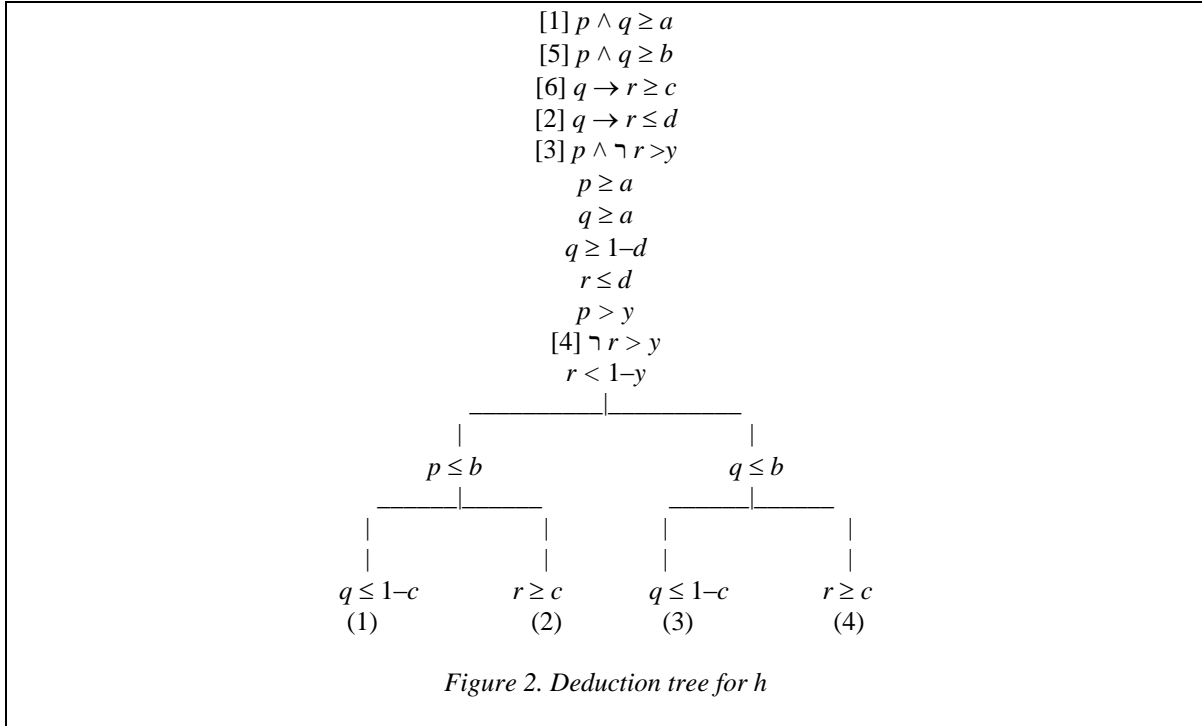 [1] p ∧ q ≥ a
[5] p ∧ q ≥ b
[6] q → r ≥ c
[2] q → r ≤ d
[3] p ∧ ┐ r >y
p ≥ a
q ≥ a
q ≥ 1–d
r ≤ d
p > y
[4] ┐ r > y
r < 1–y
p ≤ b q ≤ b
q ≤ 1–c r ≥ c q ≤ 1–c r ≥ c
(1) (2) (3) (4)
Figure 2. Deduction tree for h